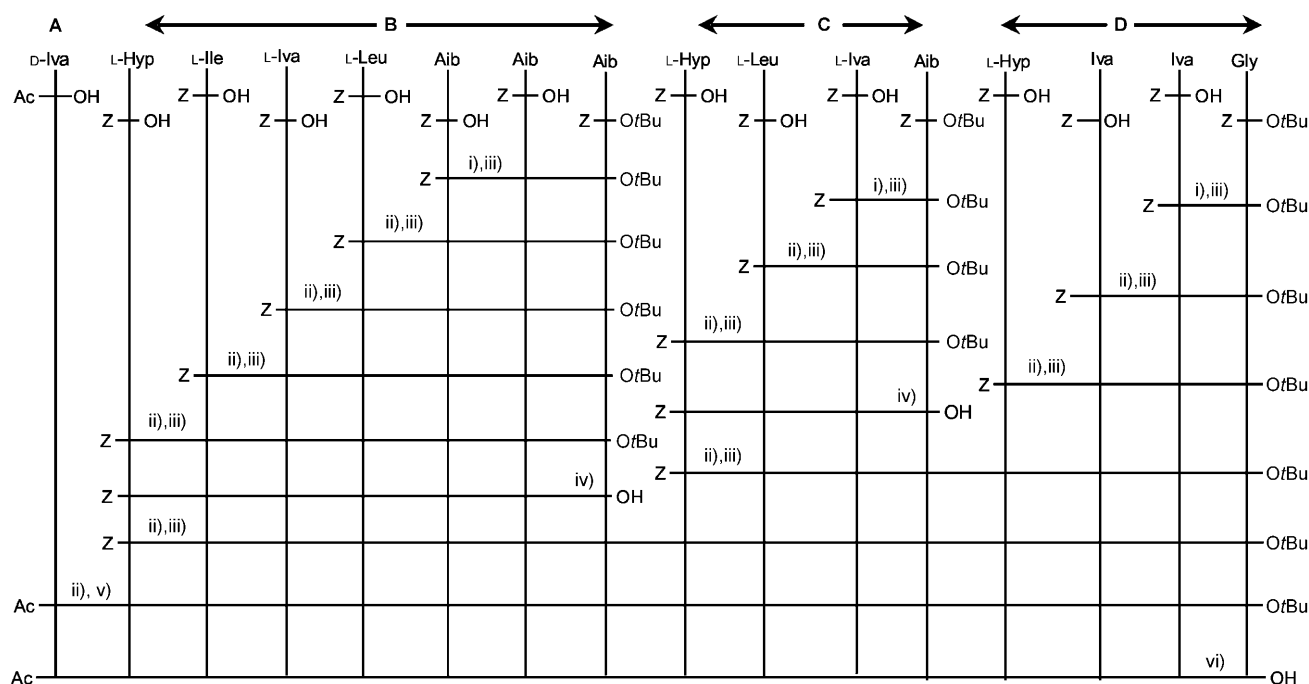 A B C D
D-Iva L-Hyp L-Ile L-Iva L-Leu Aib Aib Aib L-Hyp L-Leu L-Iva Aib L-Hyp Iva Iva Gly
Ac OH Z OH Z OH Z OH Z OH Z OH Z OH Z OH
Z OH Z OH Z OH Z OtBu Z OH Z OtBu Z OH Z OtBu
Z i),iii) OtBu
Z i),iii) OtBu
Z i),iii) OtBu
Z ii),iii) OtBu
Z ii),iii) OtBu
Z ii),iii) OtBu
Z ii),iii) OtBu
Z ii),iii) OtBu
Z ii),iii) OtBu
Z ii),iii) OtBu
Z iv) OH
Z ii),iii) OtBu
Z ii),iii) OtBu
Z iv) OH
Z ii),iii) OtBu
Ac ii), v) OtBu
Ac vi) OH